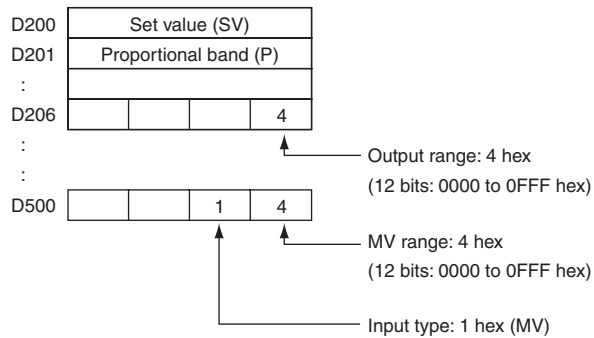 D200 Set value (SV)
D201 Proportional band (P)
:
D206 4
:
Output range: 4 hex
(12 bits: 0000 to 0FFF hex)
:
D500 1 4
MV range: 4 hex
(12 bits: 0000 to 0FFF hex)
Input type: 1 hex (MV)